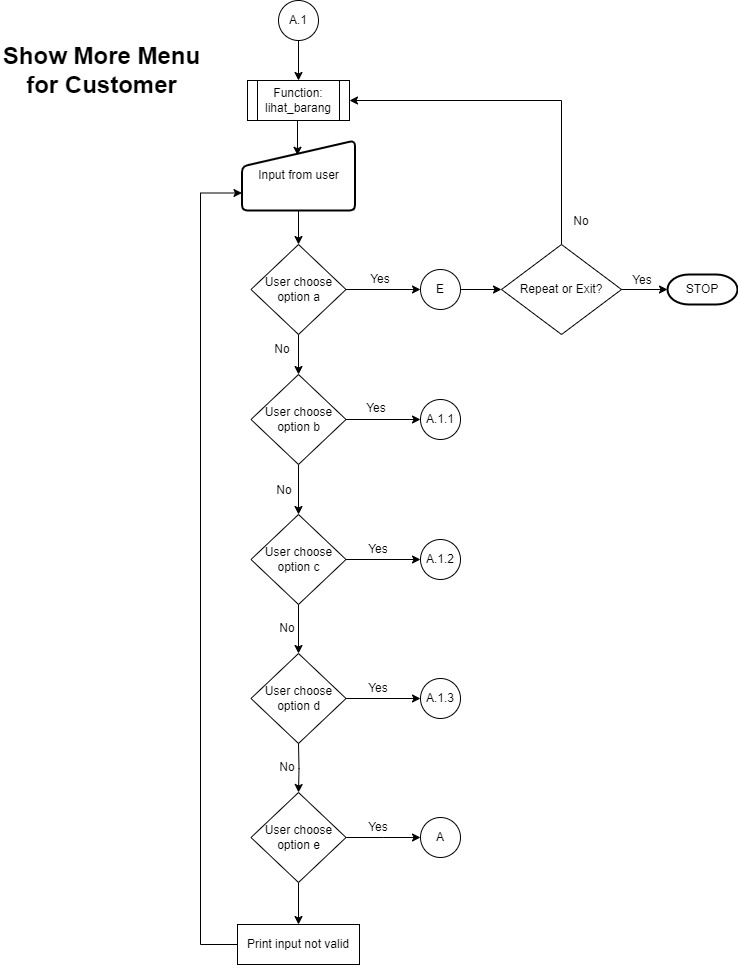 A.1
Show More Menu
for Customer
Function:
lihat_barang
Input from user
No
User choose
option a
Yes
E
Repeat or Exit?
Yes
STOP
No
User choose
option b
Yes
A.1.1
No
User choose
option c
Yes
A.1.2
No
User choose
option d
Yes
A.1.3
No
User choose
option e
Yes
A
Print input not valid